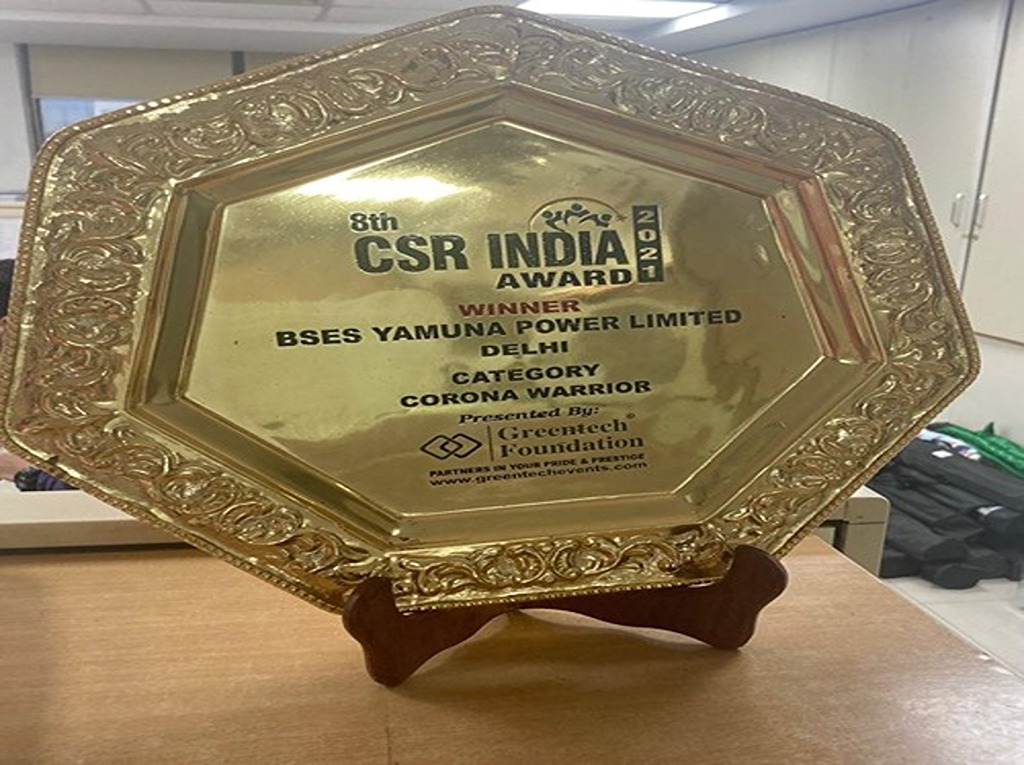 8th
CSR INDIA 2021
AWARD
WINNER
BSES YAMUNA POWER LIMITED
DELHI
CATEGORY
CORONA WARRIOR
Presented By:
Greentech®
Foundation
PARTNERS IN YOUR PRIDE & PRESTIGE
www.greentechevents.com